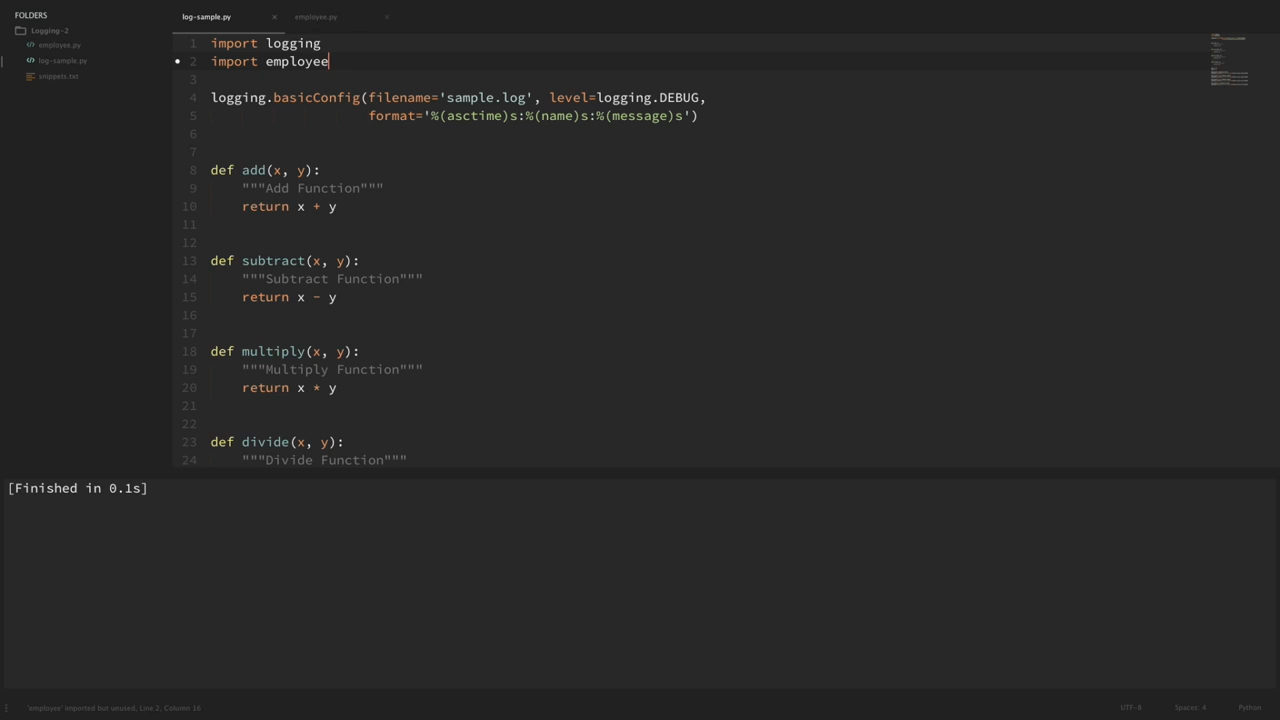 FOLDERS
Logging-2
employee.py
log-sample.py
snippets.txt
log-sample.py × employee.py ×
1 import logging
2 import employee
3
4 logging.basicConfig(filename='sample.log', level=logging.DEBUG,
5 format='%(asctime)s:%(name)s:%(message)s')
6
7
8 def add(x, y):
9 """Add Function"""
10 return x + y
11
12
13 def subtract(x, y):
14 """Subtract Function"""
15 return x - y
16
17
18 def multiply(x, y):
19 """Multiply Function"""
20 return x * y
21
22
23 def divide(x, y):
24 """Divide Function"""
[Finished in 0.1s]
'employee' imported but unused, Line 2, Column 16
UTF-8 Spaces: 4 Python